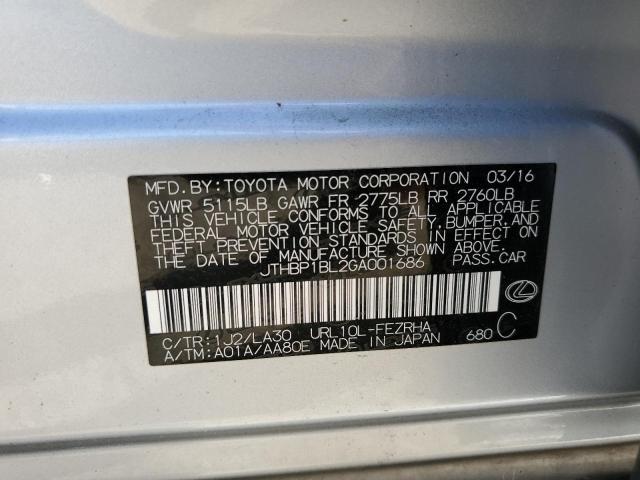 MFD. BY: TOYOTA MOTOR CORPORATION 03/16
GVWR 5115LB GAWR FR 2775LB RR 2760LB
THIS VEHICLE CONFORMS TO ALL APPLICABLE
FEDERAL MOTOR VEHICLE SAFETY, BUMPER, AND
THEFT PREVENTION STANDARDS IN EFFECT ON
THE DATE OF MANUFACTURE SHOWN ABOVE.
JTHBP1BL2GA001686 PASS. CAR
C/TR: 1J2/LA30 URL10L-FEZRHA
A/TM: A01A/AA80E MADE IN JAPAN 680 C